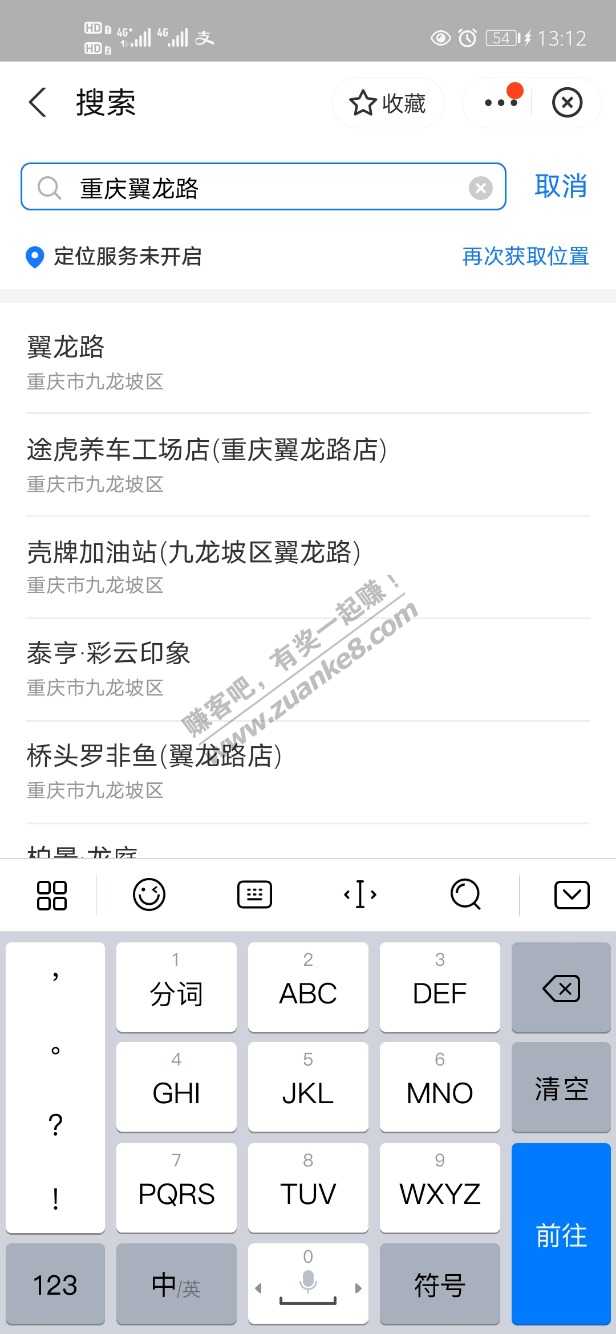 HD 1 4G+ 4G 支 54 13:12
HD 2
搜索 收藏
重庆翼龙路 取消
定位服务未开启 再次获取位置
翼龙路
重庆市九龙坡区
途虎养车工场店(重庆翼龙路店)
重庆市九龙坡区
壳牌加油站(九龙坡区翼龙路)
重庆市九龙坡区
泰亨·彩云印象
重庆市九龙坡区
桥头罗非鱼(翼龙路店)
重庆市九龙坡区
赚客吧，有奖一起赚！
www.zuanke8.com
， 1 2 3
分词 ABC DEF
。 4 5 6
GHI JKL MNO 清空
? 7 8 9
! PQRS TUV WXYZ 前往
123 中/英 0 符号